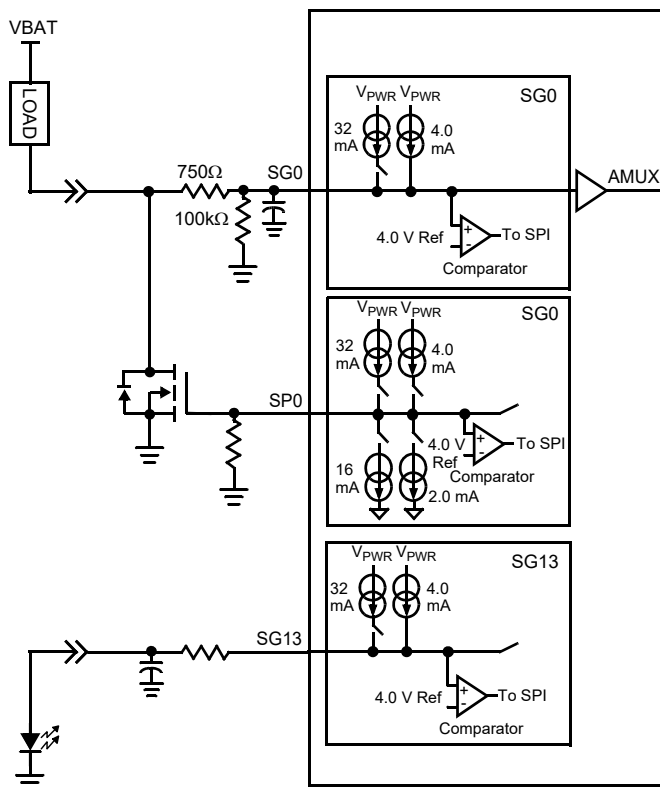 VBAT
LOAD
750Ω
100kΩ
SG0
VPWR VPWR
SG0
32 mA
4.0 mA
AMUX
4.0 V Ref
+
-
To SPI
Comparator
VPWR VPWR
SG0
32 mA
4.0 mA
SP0
4.0 V Ref
+
-
To SPI
Comparator
16 mA
2.0 mA
VPWR VPWR
SG13
32 mA
4.0 mA
SG13
4.0 V Ref
+
-
To SPI
Comparator